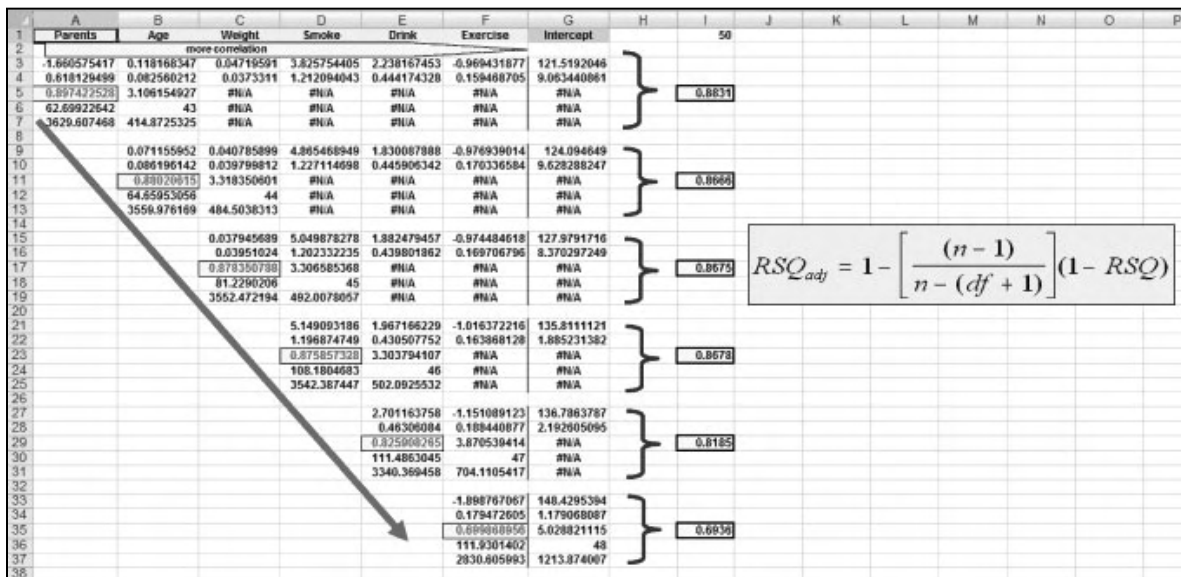 A B C D E F G H I J K L M N O P
1 Parents Age Weight Smoke Drink Exercise Intercept 50
2 more correlation
3 -1.660575417 0.118168347 0.04719591 3.825754405 2.238167453 -0.969431877 121.5192046
4 0.618129499 0.082560212 0.0373311 1.212094043 0.444174328 0.159468705 9.063440861
5 0.897422528 3.106154927 #N/A #N/A #N/A #N/A #N/A 0.8831
6 62.69922642 43 #N/A #N/A #N/A #N/A #N/A
7 3629.607468 414.8725325 #N/A #N/A #N/A #N/A #N/A
8
9 0.071155952 0.040785899 4.865468949 1.830087888 -0.976939014 124.094649
10 0.086196142 0.039799812 1.227114698 0.445906342 0.170336584 9.628288247
11 0.88020615 3.318350601 #N/A #N/A #N/A #N/A 0.8666
12 64.65953056 44 #N/A #N/A #N/A #N/A
13 3559.976169 484.5038313 #N/A #N/A #N/A #N/A
14
15 0.037945689 5.049878278 1.882479457 -0.974484618 127.9791716
16 0.03951024 1.202332235 0.439801862 0.169706796 8.370297249
17 0.878350788 3.306585368 #N/A #N/A #N/A 0.8675
18 81.2290206 45 #N/A #N/A #N/A
19 3552.472194 492.0078057 #N/A #N/A #N/A
20
21 5.149093186 1.967166229 -1.016372216 135.8111121
22 1.196874749 0.430507752 0.163868128 1.885231382
23 0.875857328 3.303794107 #N/A #N/A 0.8678
24 108.1804683 46 #N/A #N/A
25 3542.387447 502.0925532 #N/A #N/A
26
27 2.701163758 -1.151089123 136.7863787
28 0.46306084 0.188440877 2.192605095
29 0.825908265 3.870539414 #N/A 0.8185
30 111.4863045 47 #N/A
31 3340.369458 704.1105417 #N/A
32
33 -1.898767067 148.4295394
34 0.179472605 1.179068087
35 0.699868956 5.028821115 0.6936
36 111.9301402 48
37 2830.605993 1213.874007
38
RSQadj = 1 - [(n - 1) / (n - (df + 1))] (1 - RSQ)